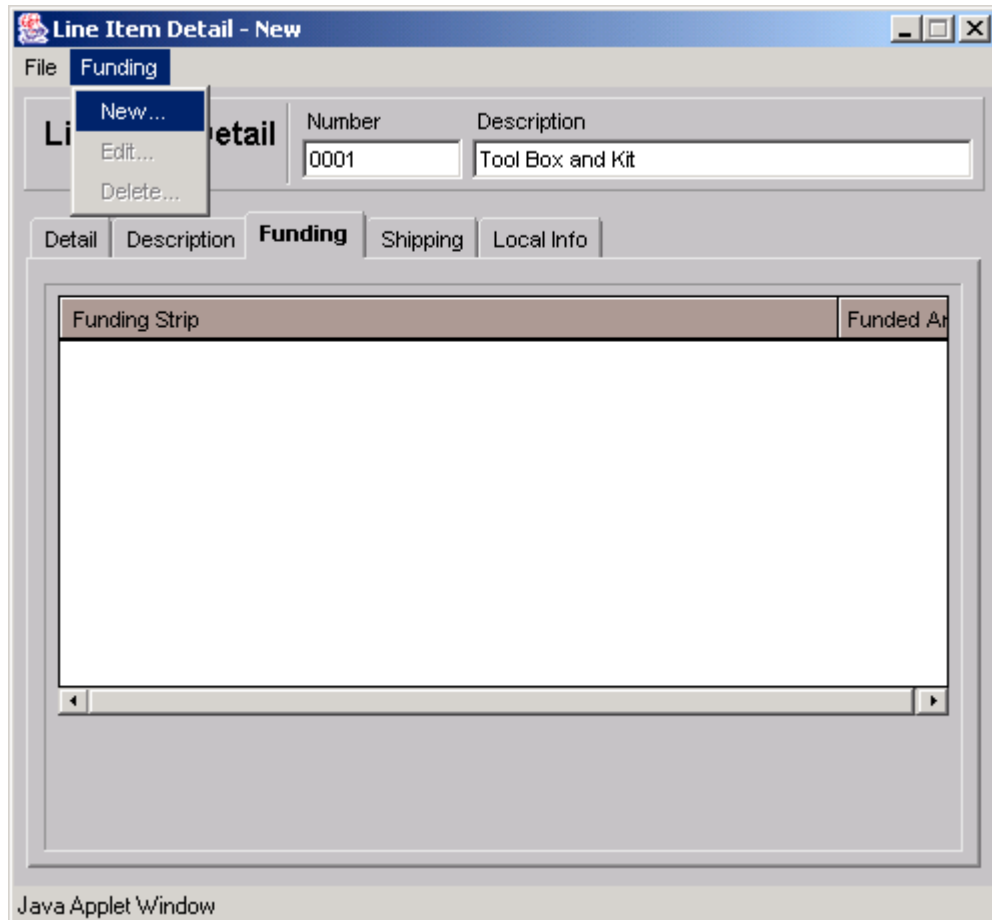 Line Item Detail - New
File Funding
New...
Edit...
Delete...
Li etail
Number Description
0001 Tool Box and Kit
Detail Description Funding Shipping Local Info
Funding Strip Funded Ar
Java Applet Window